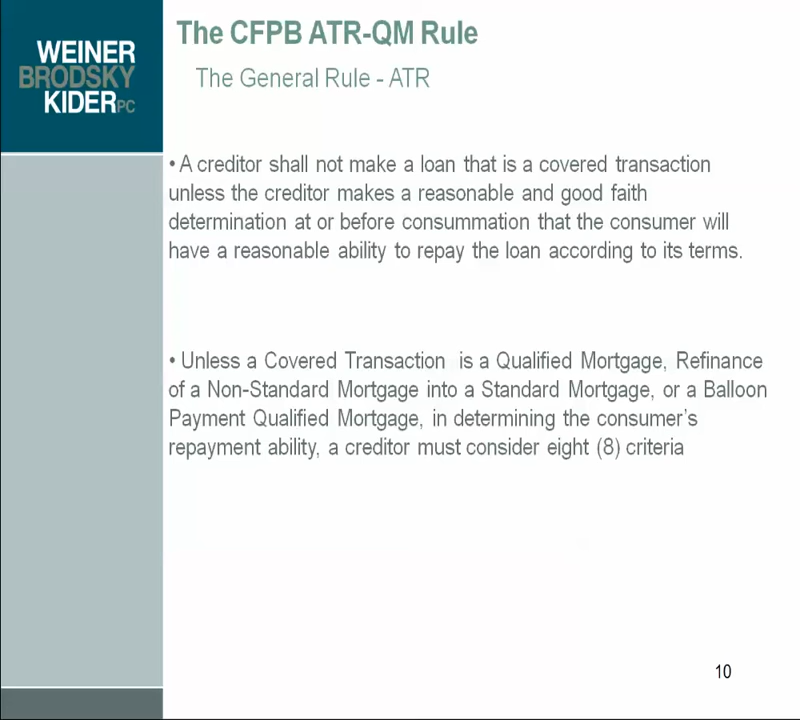 WEINER
BRODSKY
KIDER PC
The CFPB ATR-QM Rule
The General Rule - ATR
• A creditor shall not make a loan that is a covered transaction
unless the creditor makes a reasonable and good faith
determination at or before consummation that the consumer will
have a reasonable ability to repay the loan according to its terms.
• Unless a Covered Transaction is a Qualified Mortgage, Refinance
of a Non-Standard Mortgage into a Standard Mortgage, or a Balloon
Payment Qualified Mortgage, in determining the consumer's
repayment ability, a creditor must consider eight (8) criteria
10